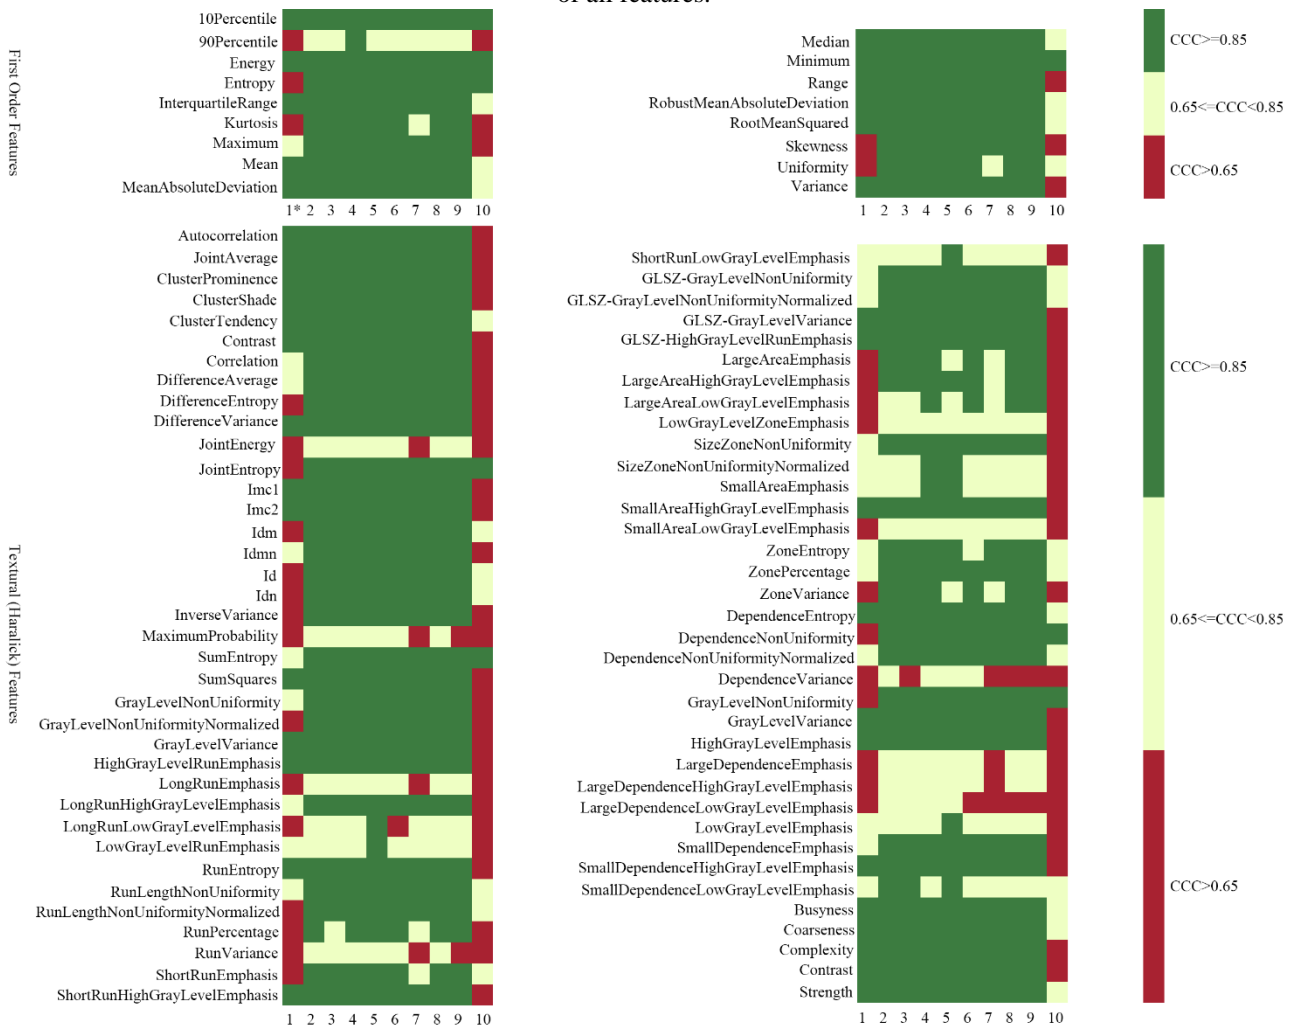 of all features.
First Order Features
10Percentile
90Percentile
Energy
Entropy
InterquartileRange
Kurtosis
Maximum
Mean
MeanAbsoluteDeviation
1* 2 3 4 5 6 7 8 9 10
Median
Minimum
Range
RobustMeanAbsoluteDeviation
RootMeanSquared
Skewness
Uniformity
Variance
1 2 3 4 5 6 7 8 9 10
CCC>=0.85
0.65<=CCC<0.85
CCC>0.65
Textural (Haralick) Features
Autocorrelation
JointAverage
ClusterProminence
ClusterShade
ClusterTendency
Contrast
Correlation
DifferenceAverage
DifferenceEntropy
DifferenceVariance
JointEnergy
JointEntropy
Imc1
Imc2
Idm
Idmn
Id
Idn
InverseVariance
MaximumProbability
SumEntropy
SumSquares
GrayLevelNonUniformity
GrayLevelNonUniformityNormalized
GrayLevelVariance
HighGrayLevelRunEmphasis
LongRunEmphasis
LongRunHighGrayLevelEmphasis
LongRunLowGrayLevelEmphasis
LowGrayLevelRunEmphasis
RunEntropy
RunLengthNonUniformity
RunLengthNonUniformityNormalized
RunPercentage
RunVariance
ShortRunEmphasis
ShortRunHighGrayLevelEmphasis
1 2 3 4 5 6 7 8 9 10
ShortRunLowGrayLevelEmphasis
GLSZ-GrayLevelNonUniformity
GLSZ-GrayLevelNonUniformityNormalized
GLSZ-GrayLevelVariance
GLSZ-HighGrayLevelRunEmphasis
LargeAreaEmphasis
LargeAreaHighGrayLevelEmphasis
LargeAreaLowGrayLevelEmphasis
LowGrayLevelZoneEmphasis
SizeZoneNonUniformity
SizeZoneNonUniformityNormalized
SmallAreaEmphasis
SmallAreaHighGrayLevelEmphasis
SmallAreaLowGrayLevelEmphasis
ZoneEntropy
ZonePercentage
ZoneVariance
DependenceEntropy
DependenceNonUniformity
DependenceNonUniformityNormalized
DependenceVariance
GrayLevelNonUniformity
GrayLevelVariance
HighGrayLevelEmphasis
LargeDependenceEmphasis
LargeDependenceHighGrayLevelEmphasis
LargeDependenceLowGrayLevelEmphasis
LowGrayLevelEmphasis
SmallDependenceEmphasis
SmallDependenceHighGrayLevelEmphasis
SmallDependenceLowGrayLevelEmphasis
Busyness
Coarseness
Complexity
Contrast
Strength
1 2 3 4 5 6 7 8 9 10
CCC>=0.85
0.65<=CCC<0.85
CCC>0.65